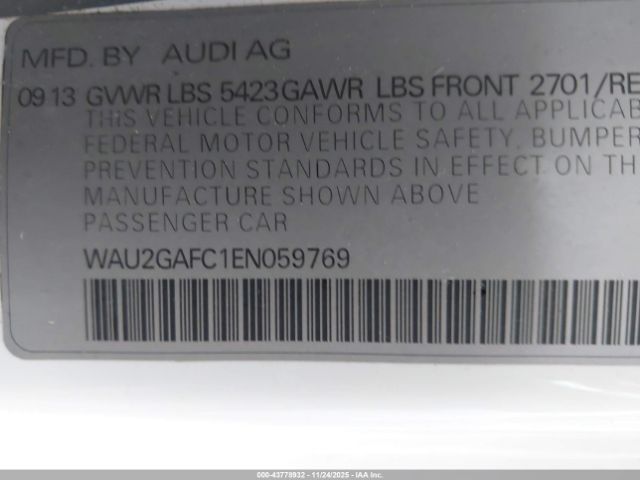 MFD. BY AUDI AG
09 13 GVWR LBS 5423 GAWR LBS FRONT 2701/RE
THIS VEHICLE CONFORMS TO ALL APPLICAB
FEDERAL MOTOR VEHICLE SAFETY, BUMPER
PREVENTION STANDARDS IN EFFECT ON TH
MANUFACTURE SHOWN ABOVE
PASSENGER CAR
WAU2GAFC1EN059769
000-43778932 - 11/24/2025 - IAAI.com